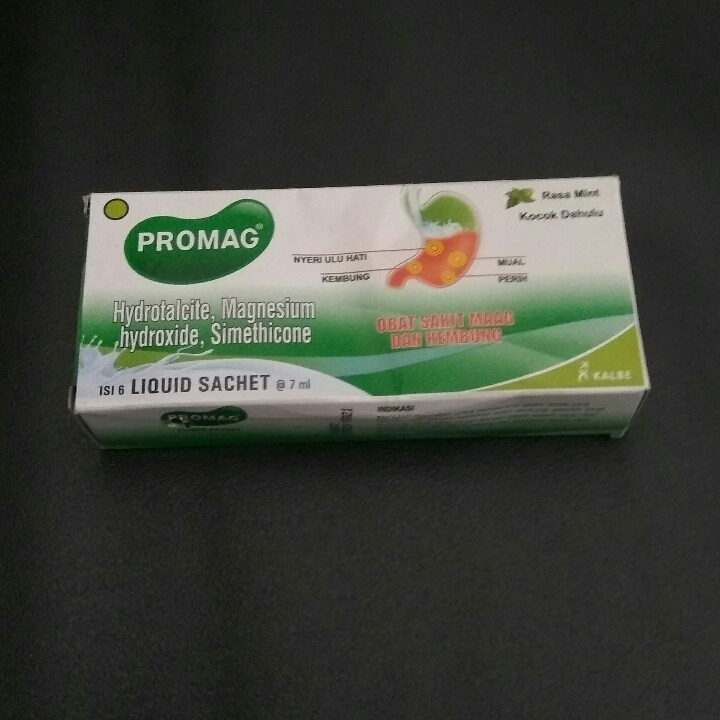 PROMAG®
Rasa Mint
Kocok Dahulu
NYERI ULU HATI
MUAL
KEMBUNG
PERIH
Hydrotalcite, Magnesium
hydroxide, Simethicone
OBAT SAKIT MAAG
DAN KEMBUNG
ISI 6 LIQUID SACHET @ 7 ml
KALBE
PROMAG
INDIKASI